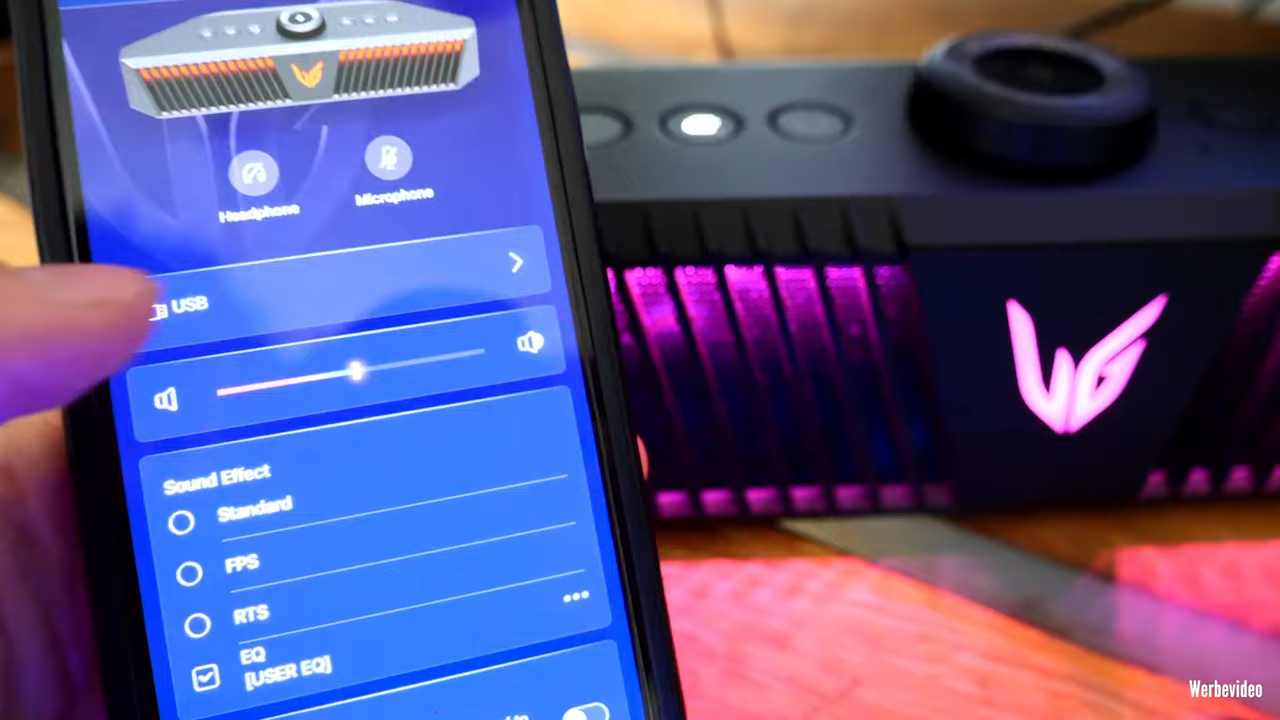 Headphone
Microphone
USB
Sound Effect
Standard
FPS
RTS
EQ
[USER EQ]
Werbevideo